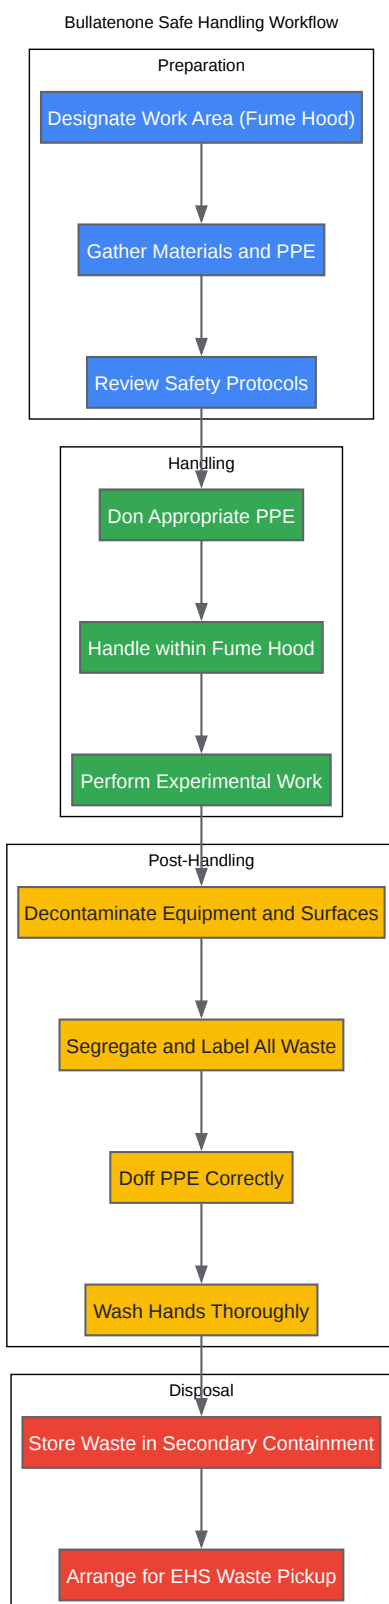 Bullatenone Safe Handling Workflow
Preparation
Designate Work Area (Fume Hood)
Gather Materials and PPE
Review Safety Protocols
Handling
Don Appropriate PPE
Handle within Fume Hood
Perform Experimental Work
Post-Handling
Decontaminate Equipment and Surfaces
Segregate and Label All Waste
Doff PPE Correctly
Wash Hands Thoroughly
Disposal
Store Waste in Secondary Containment
Arrange for EHS Waste Pickup